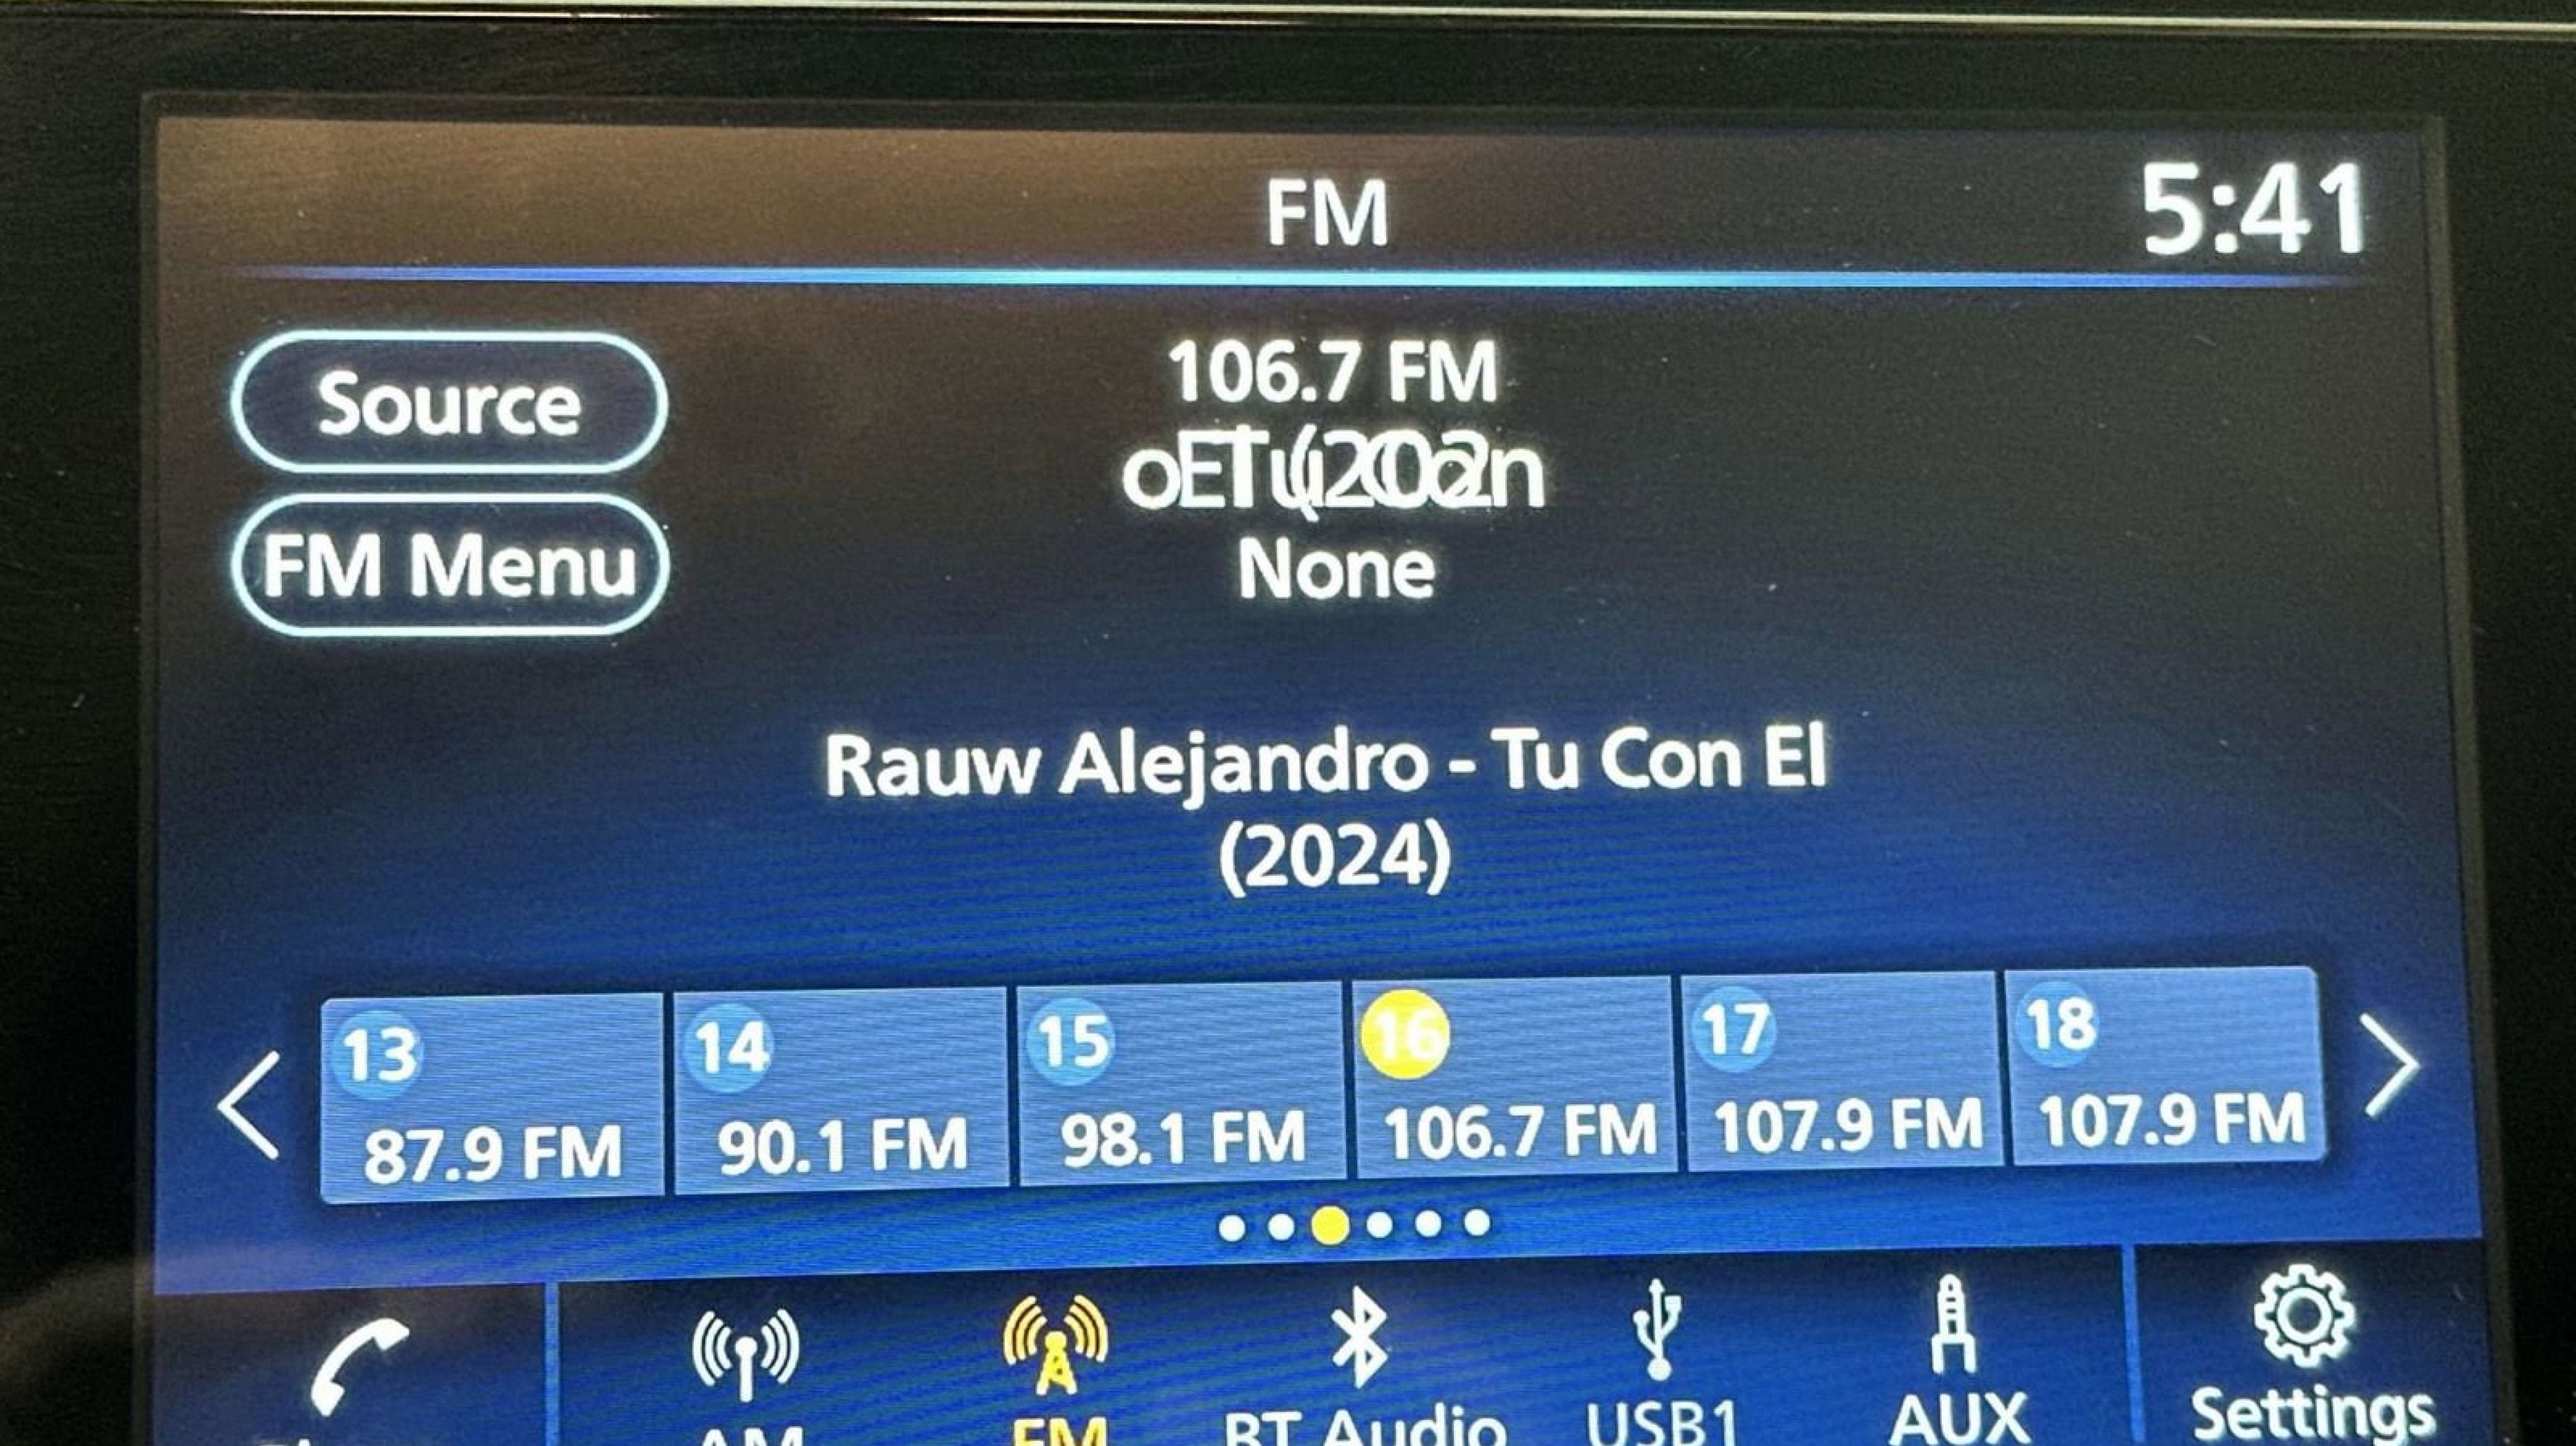 FM
5:41
Source
106.7 FM
FM Menu
None
Rauw Alejandro - Tu Con El
(2024)
13
14
15
16
17
18
87.9 FM
90.1 FM
98.1 FM
106.7 FM
107.9 FM
107.9 FM
AM
FM
BT Audio
USB1
AUX
Settings